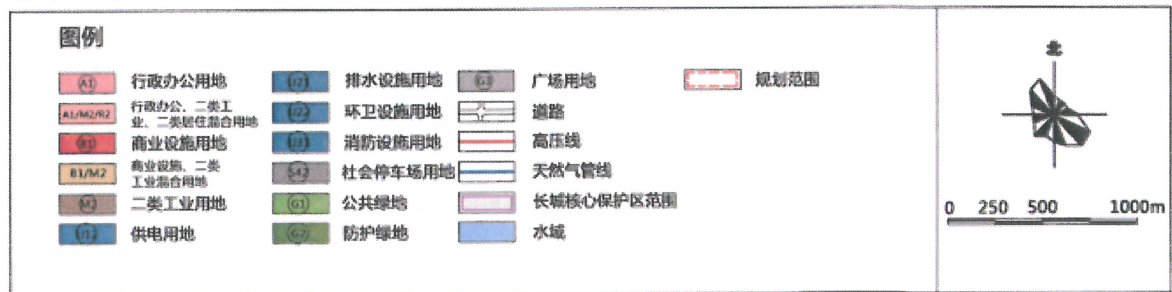 图例
A1 行政办公用地
A1/M2/R2 行政办公、二类工
业、二类居住混合用地
B1 商业设施用地
B1/M2 商业设施、二类
工业混合用地
M2 二类工业用地
U12 供电用地
U21 排水设施用地
U22 环卫设施用地
U31 消防设施用地
S42 社会停车场用地
G1 公共绿地
G2 防护绿地
G3 广场用地
道路
高压线
天然气管线
长城核心保护区范围
水域
规划范围
北
0 250 500 1000m